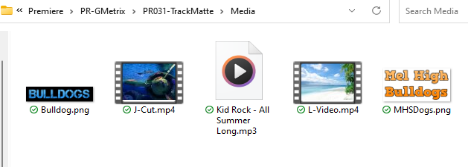 « Premiere > PR-GMetrix > PR031-TrackMatte > Media
Search Media
BULLDOGS
Mel High
Bulldogs
Bulldog.png
J-Cut.mp4
Kid Rock - All
Summer
Long.mp3
L-Video.mp4
MHSDogs.png